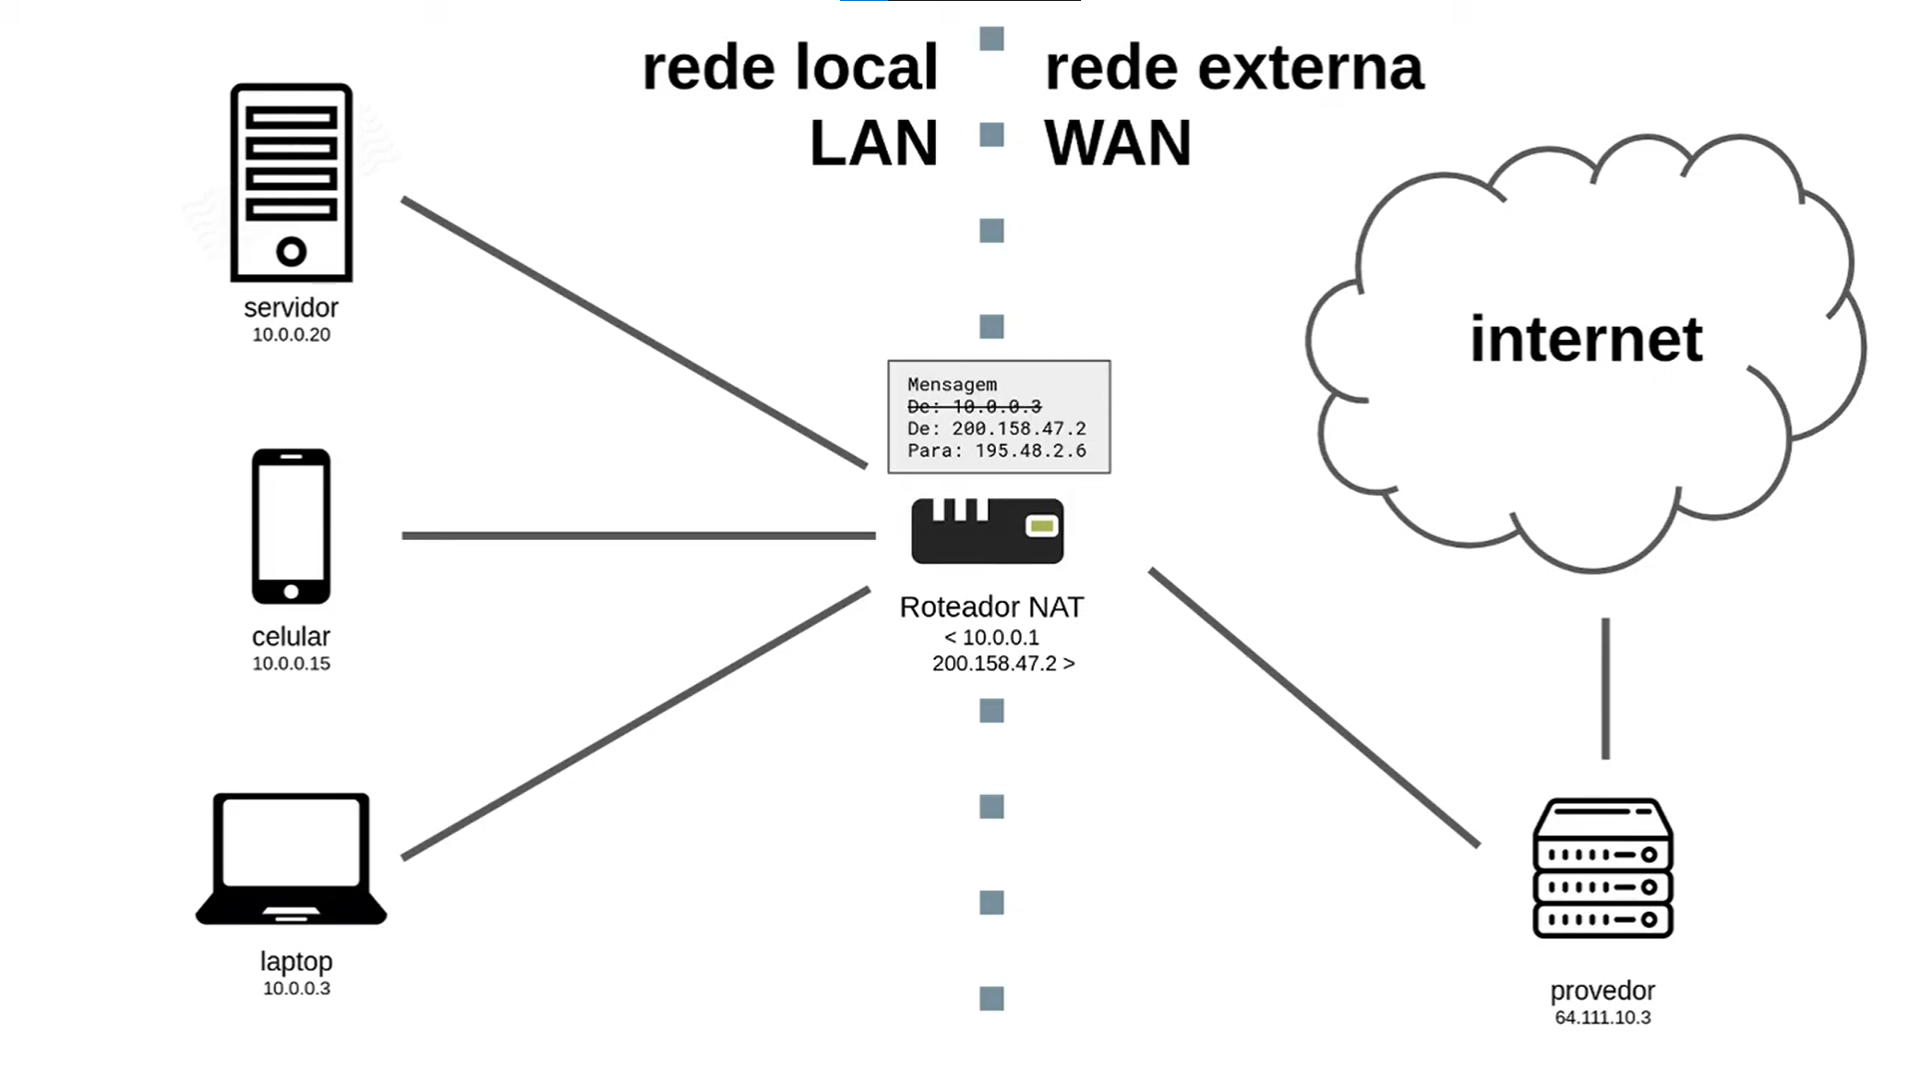 rede local
LAN
rede externa
WAN
servidor
10.0.0.20
internet
Mensagem
De: 10.0.0.3
De: 200.158.47.2
Para: 195.48.2.6
celular
10.0.0.15
Roteador NAT
< 10.0.0.1
200.158.47.2 >
laptop
10.0.0.3
provedor
64.111.10.3